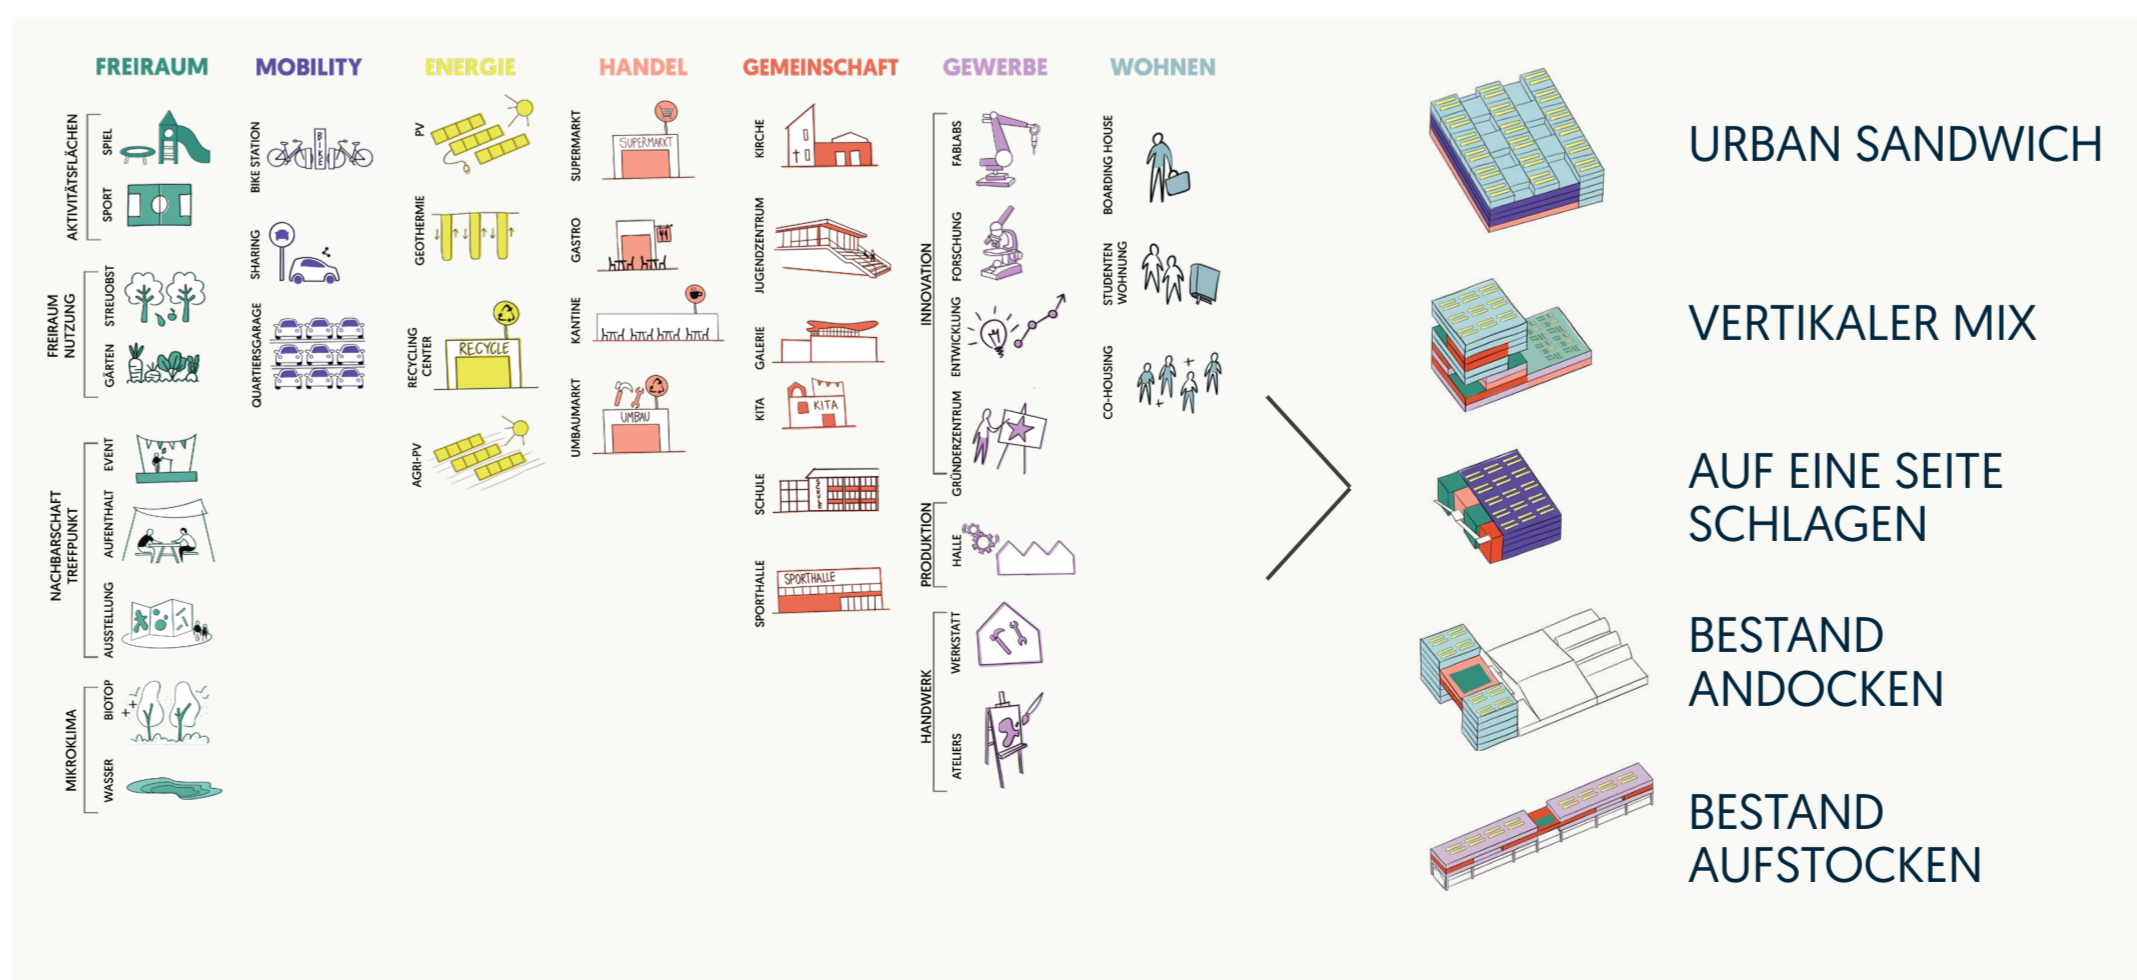 FREIRAUM
AKTIVITÄTSFLÄCHEN
SPIEL
SPORT
FREIRAUM
NUTZUNG
STREUOBST
GÄRTEN
NACHBARSCHAFT
TREFFPUNKT
EVENT
AUFENTHALT
AUSSTELLUNG
MIKROKLIMA
BIOTOP
WASSER
MOBILITY
BIKE STATION
BIKE
SHARING
QUARTIERSGARAGE
ENERGIE
PV
GEOTHERMIE
RECYCLING
CENTER
RECYCLE
AGRI-PV
HANDEL
SUPERMARKT
SUPERMARKT
GASTRO
KANTINE
UMBAUMARKT
UMBAU
GEMEINSCHAFT
KIRCHE
JUGENDZENTRUM
GALERIE
KITA
KITA
SCHULE
SPORTHALLE
SPORTHALLE
GEWERBE
INNOVATION
FABLABS
FORSCHUNG
ENTWICKLUNG
GRÜNDERZENTRUM
PRODUKTION
HALLE
HANDWERK
WERKSTATT
ATELIERS
WOHNEN
BOARDING HOUSE
STUDENTEN
WOHNUNG
CO-HOUSING
URBAN SANDWICH
VERTIKALER MIX
AUF EINE SEITE
SCHLAGEN
BESTAND
ANDOCKEN
BESTAND
AUFSTOCKEN